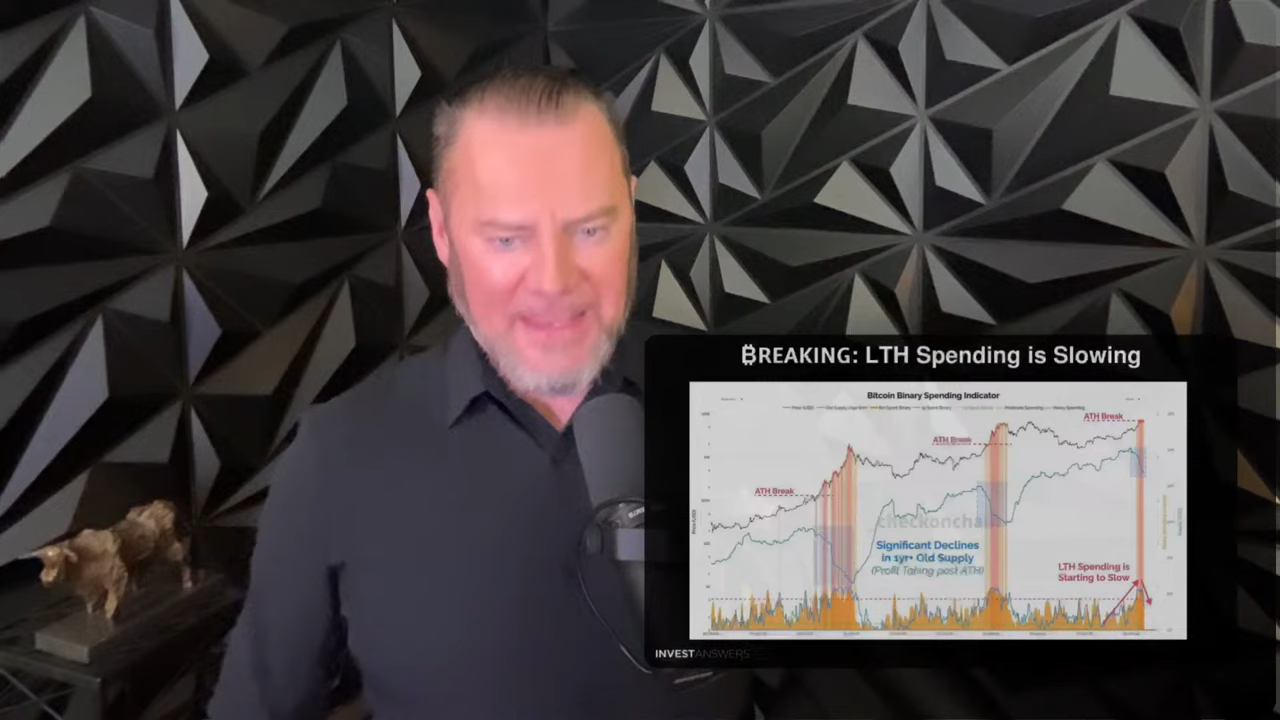 ₿REAKING: LTH Spending is Slowing
Bitcoin Binary Spending Indicator
ATH Break
ATH Break
ATH Break
checkoncha
Significant Declines
in 1yr+ Old Supply
(Profit Taking post ATH)
LTH Spending is
Starting to Slow
INVESTANSWERS